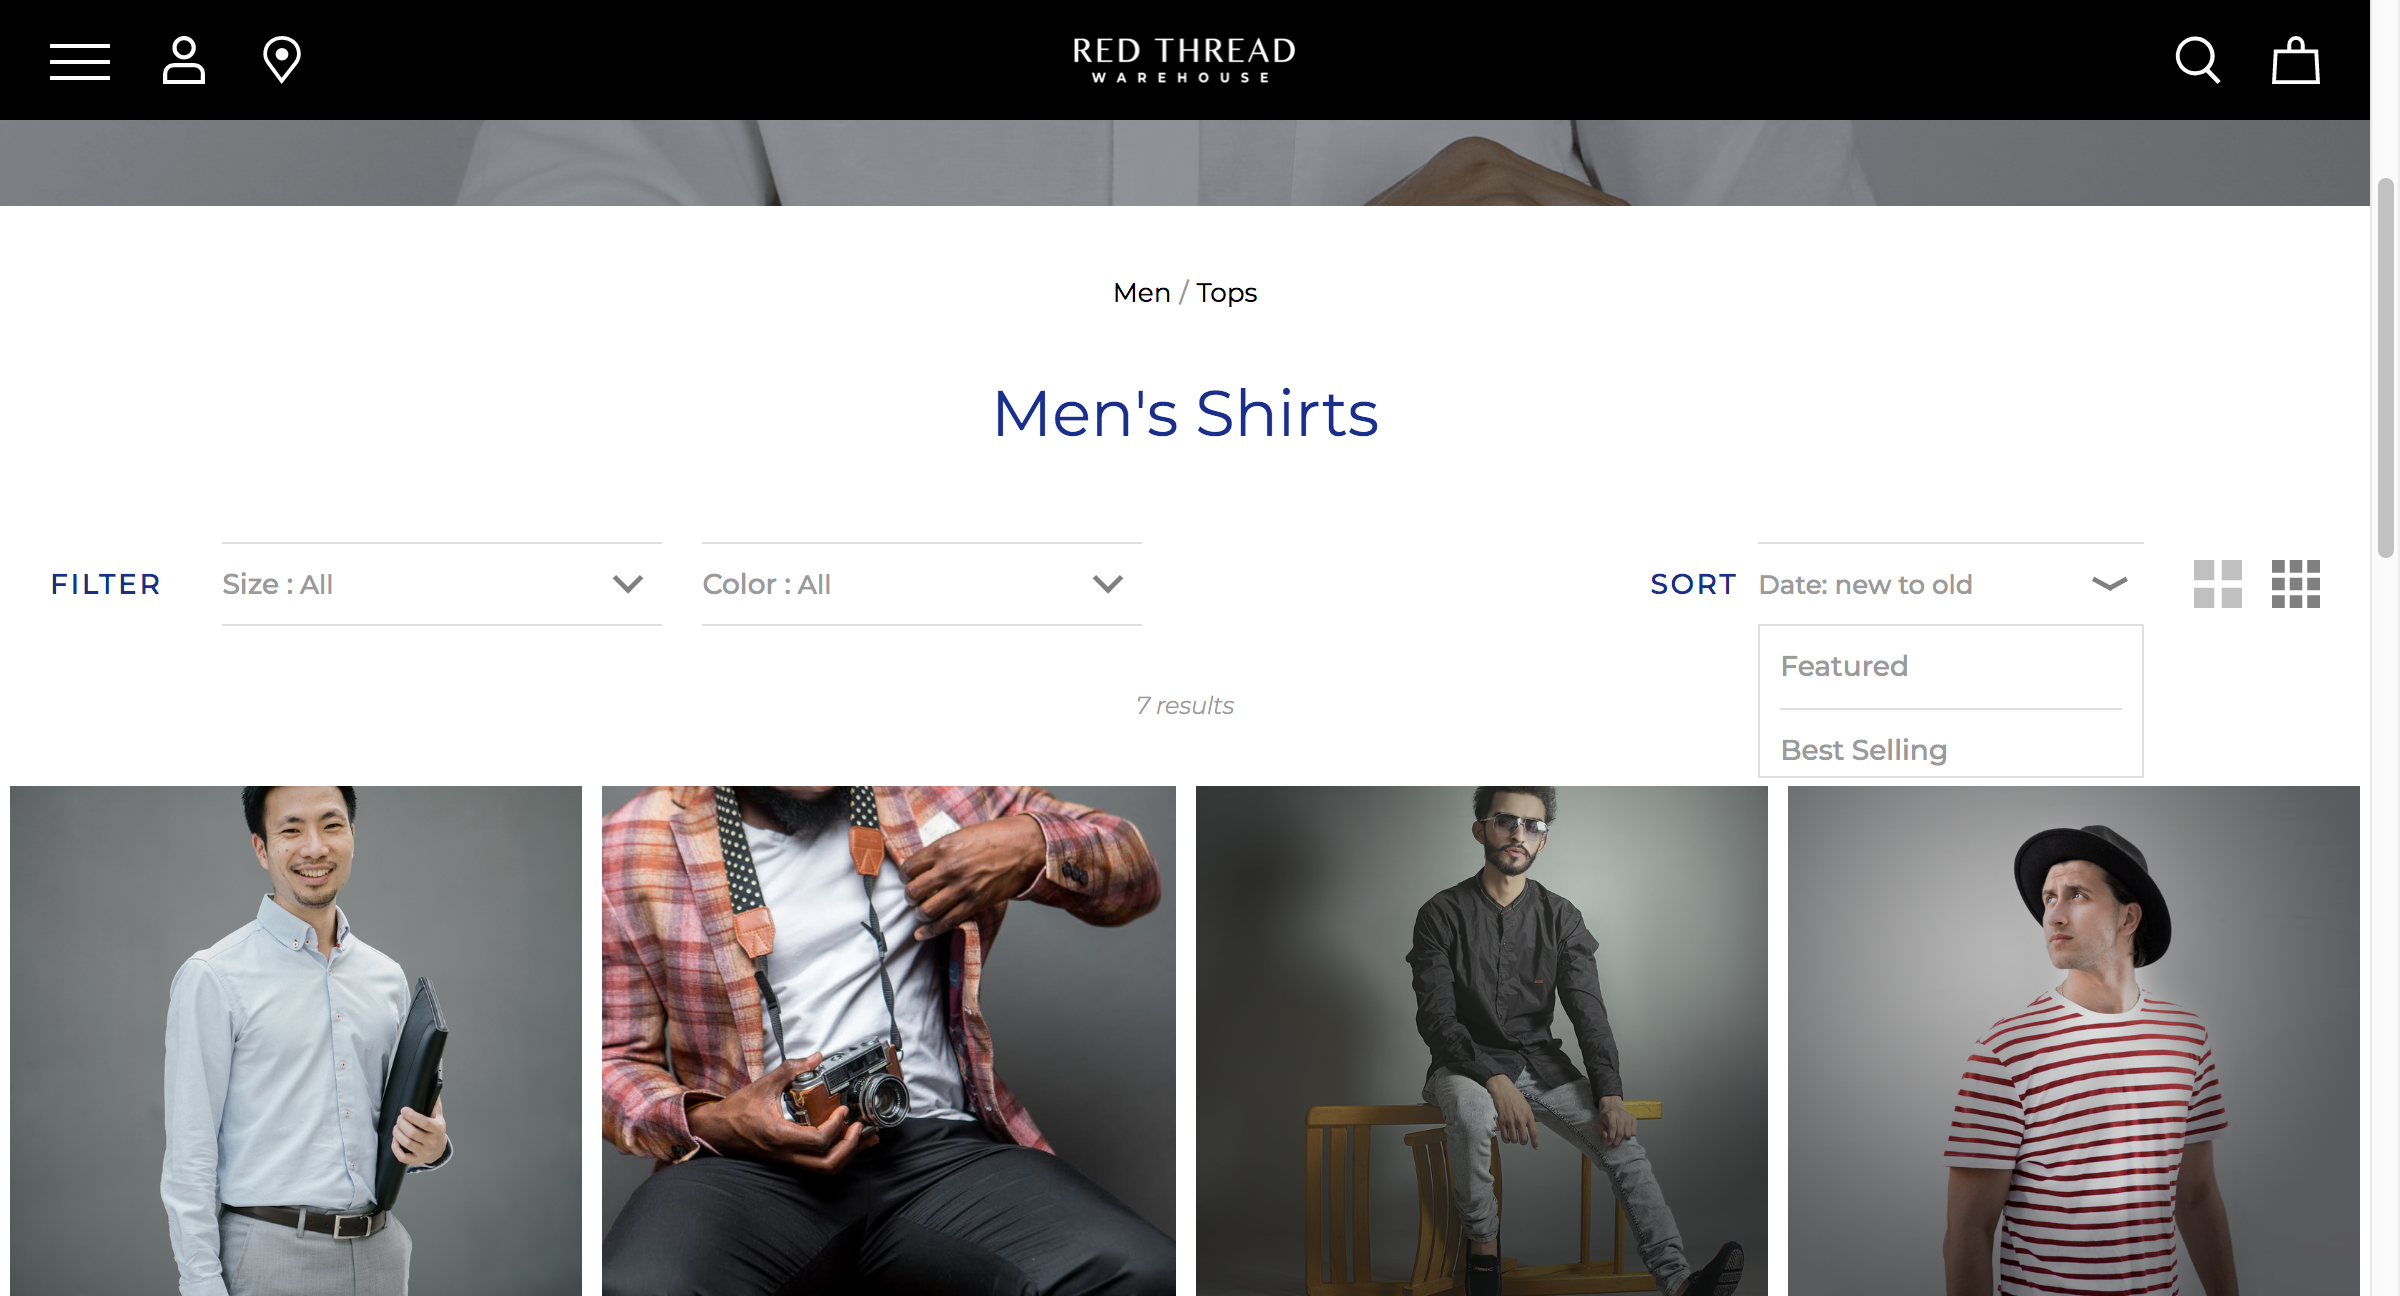 RED THREAD
WAREHOUSE
Men / Tops
Men's Shirts
FILTER
Size : All
Color : All
SORT
Date: new to old
Featured
Best Selling
7 results